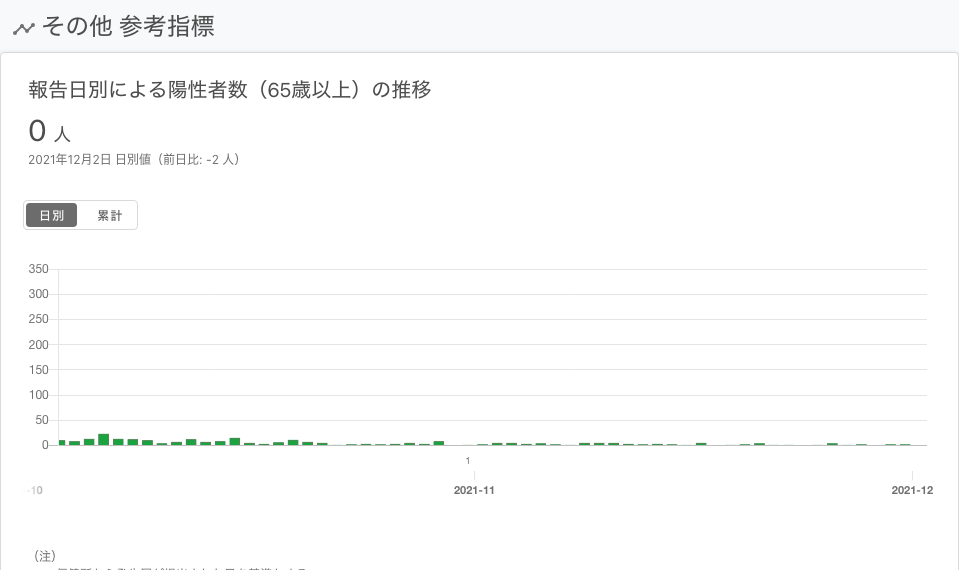 その他 参考指標
報告日別による陽性者数（65歳以上）の推移
0 人
2021年12月2日 日別値（前日比: -2 人）
日別 累計
350
300
250
200
150
100
50
0
1
-10 2021-11 2021-12
（注）